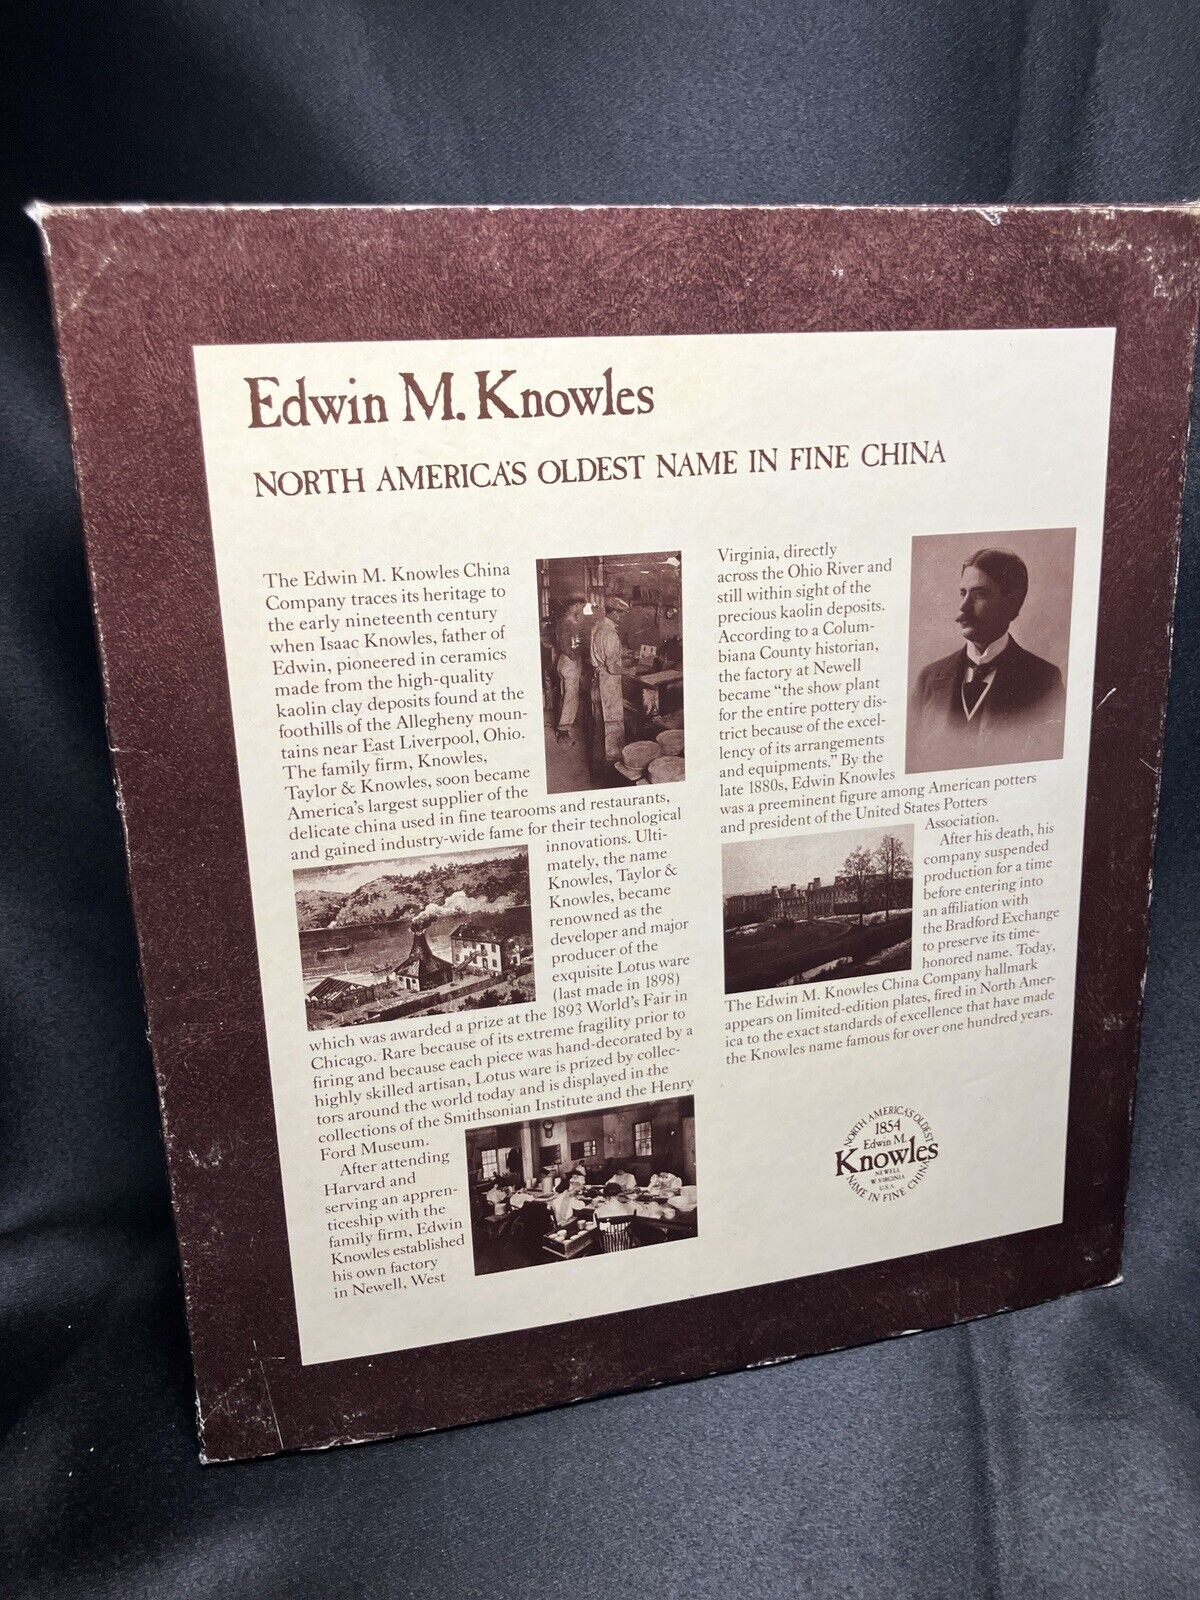 Edwin M. Knowles
NORTH AMERICA'S OLDEST NAME IN FINE CHINA
The Edwin M. Knowles China
Company traces its heritage to
the early nineteenth century
when Isaac Knowles, father of
Edwin, pioneered in ceramics
made from the high-quality
kaolin clay deposits found at the
foothills of the Allegheny moun-
tains near East Liverpool, Ohio.
The family firm, Knowles,
Taylor & Knowles, soon became
America's largest supplier of the
delicate china used in fine tearooms and restaurants,
and gained industry-wide fame for their technological
innovations. Ulti-
mately, the name
Knowles, Taylor &
Knowles, became
renowned as the
developer and major
producer of the
exquisite Lotus ware
(last made in 1898)
which was awarded a prize at the 1893 World's Fair in
Chicago. Rare because of its extreme fragility prior to
firing and because each piece was hand-decorated by a
highly skilled artisan, Lotus ware is prized by collec-
tors around the world today and is displayed in the
collections of the Smithsonian Institute and the Henry
Ford Museum.
After attending
Harvard and
serving an appren-
ticeship with the
family firm, Edwin
Knowles established
his own factory
in Newell, West
Virginia, directly
across the Ohio River and
still within sight of the
precious kaolin deposits.
According to a Colum-
biana County historian,
the factory at Newell
became "the show plant
for the entire pottery dis-
trict because of the excel-
lency of its arrangements
and equipments." By the
late 1880s, Edwin Knowles
was a preeminent figure among American potters
and president of the United States Potters
Association.
After his death, his
company suspended
production for a time
before entering into
an affiliation with
the Bradford Exchange
to preserve its time-
honored name. Today,
the Edwin M. Knowles China Company hallmark
appears on limited-edition plates, fired in North Amer-
ica to the exact standards of excellence that have made
the Knowles name famous for over one hundred years.
NORTH AMERICA'S OLDEST
1854
Edwin M.
Knowles
NEWELL
W VIRGINIA
U.S.A.
NAME IN FINE CHINA